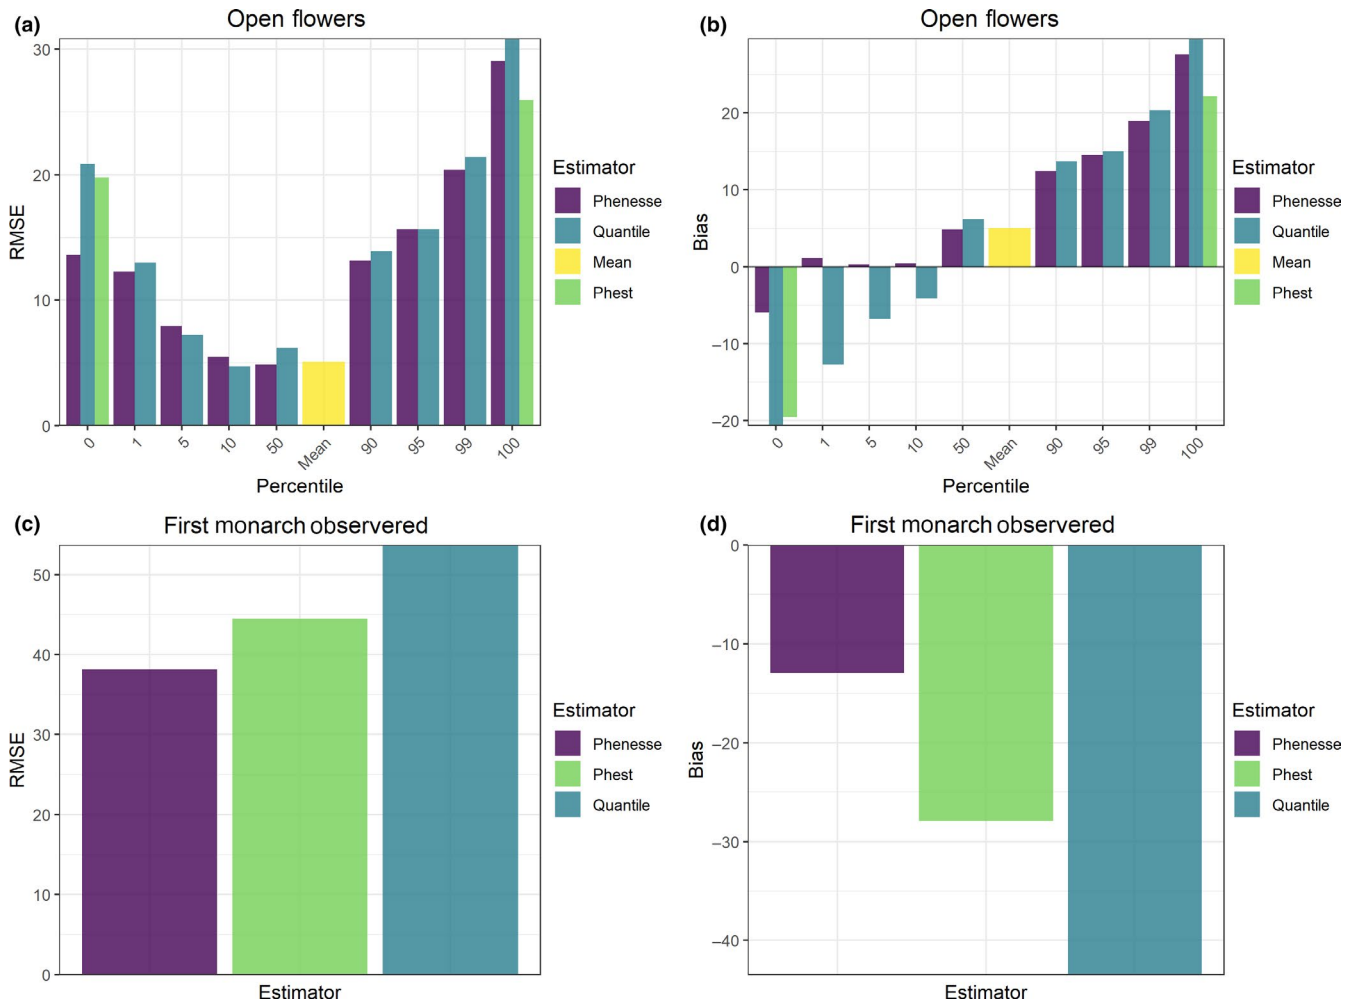 (a)
Open flowers
30
20
10
0
RMSE
0 1 5 10 50 Mean 90 95 99 100
Percentile
Estimator
Phenesse
Quantile
Mean
Phest
(b)
Open flowers
20
10
0
−10
−20
Bias
0 1 5 10 50 Mean 90 95 99 100
Percentile
Estimator
Phenesse
Quantile
Mean
Phest
(c)
First monarch observered
50
40
30
20
10
0
RMSE
Estimator
Estimator
Phenesse
Phest
Quantile
(d)
First monarch observered
0
−10
−20
−30
−40
Bias
Estimator
Estimator
Phenesse
Phest
Quantile